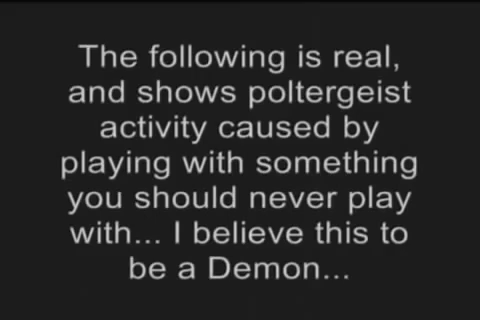 The following is real,
and shows poltergeist
activity caused by
playing with something
you should never play
with... I believe this to
be a Demon...